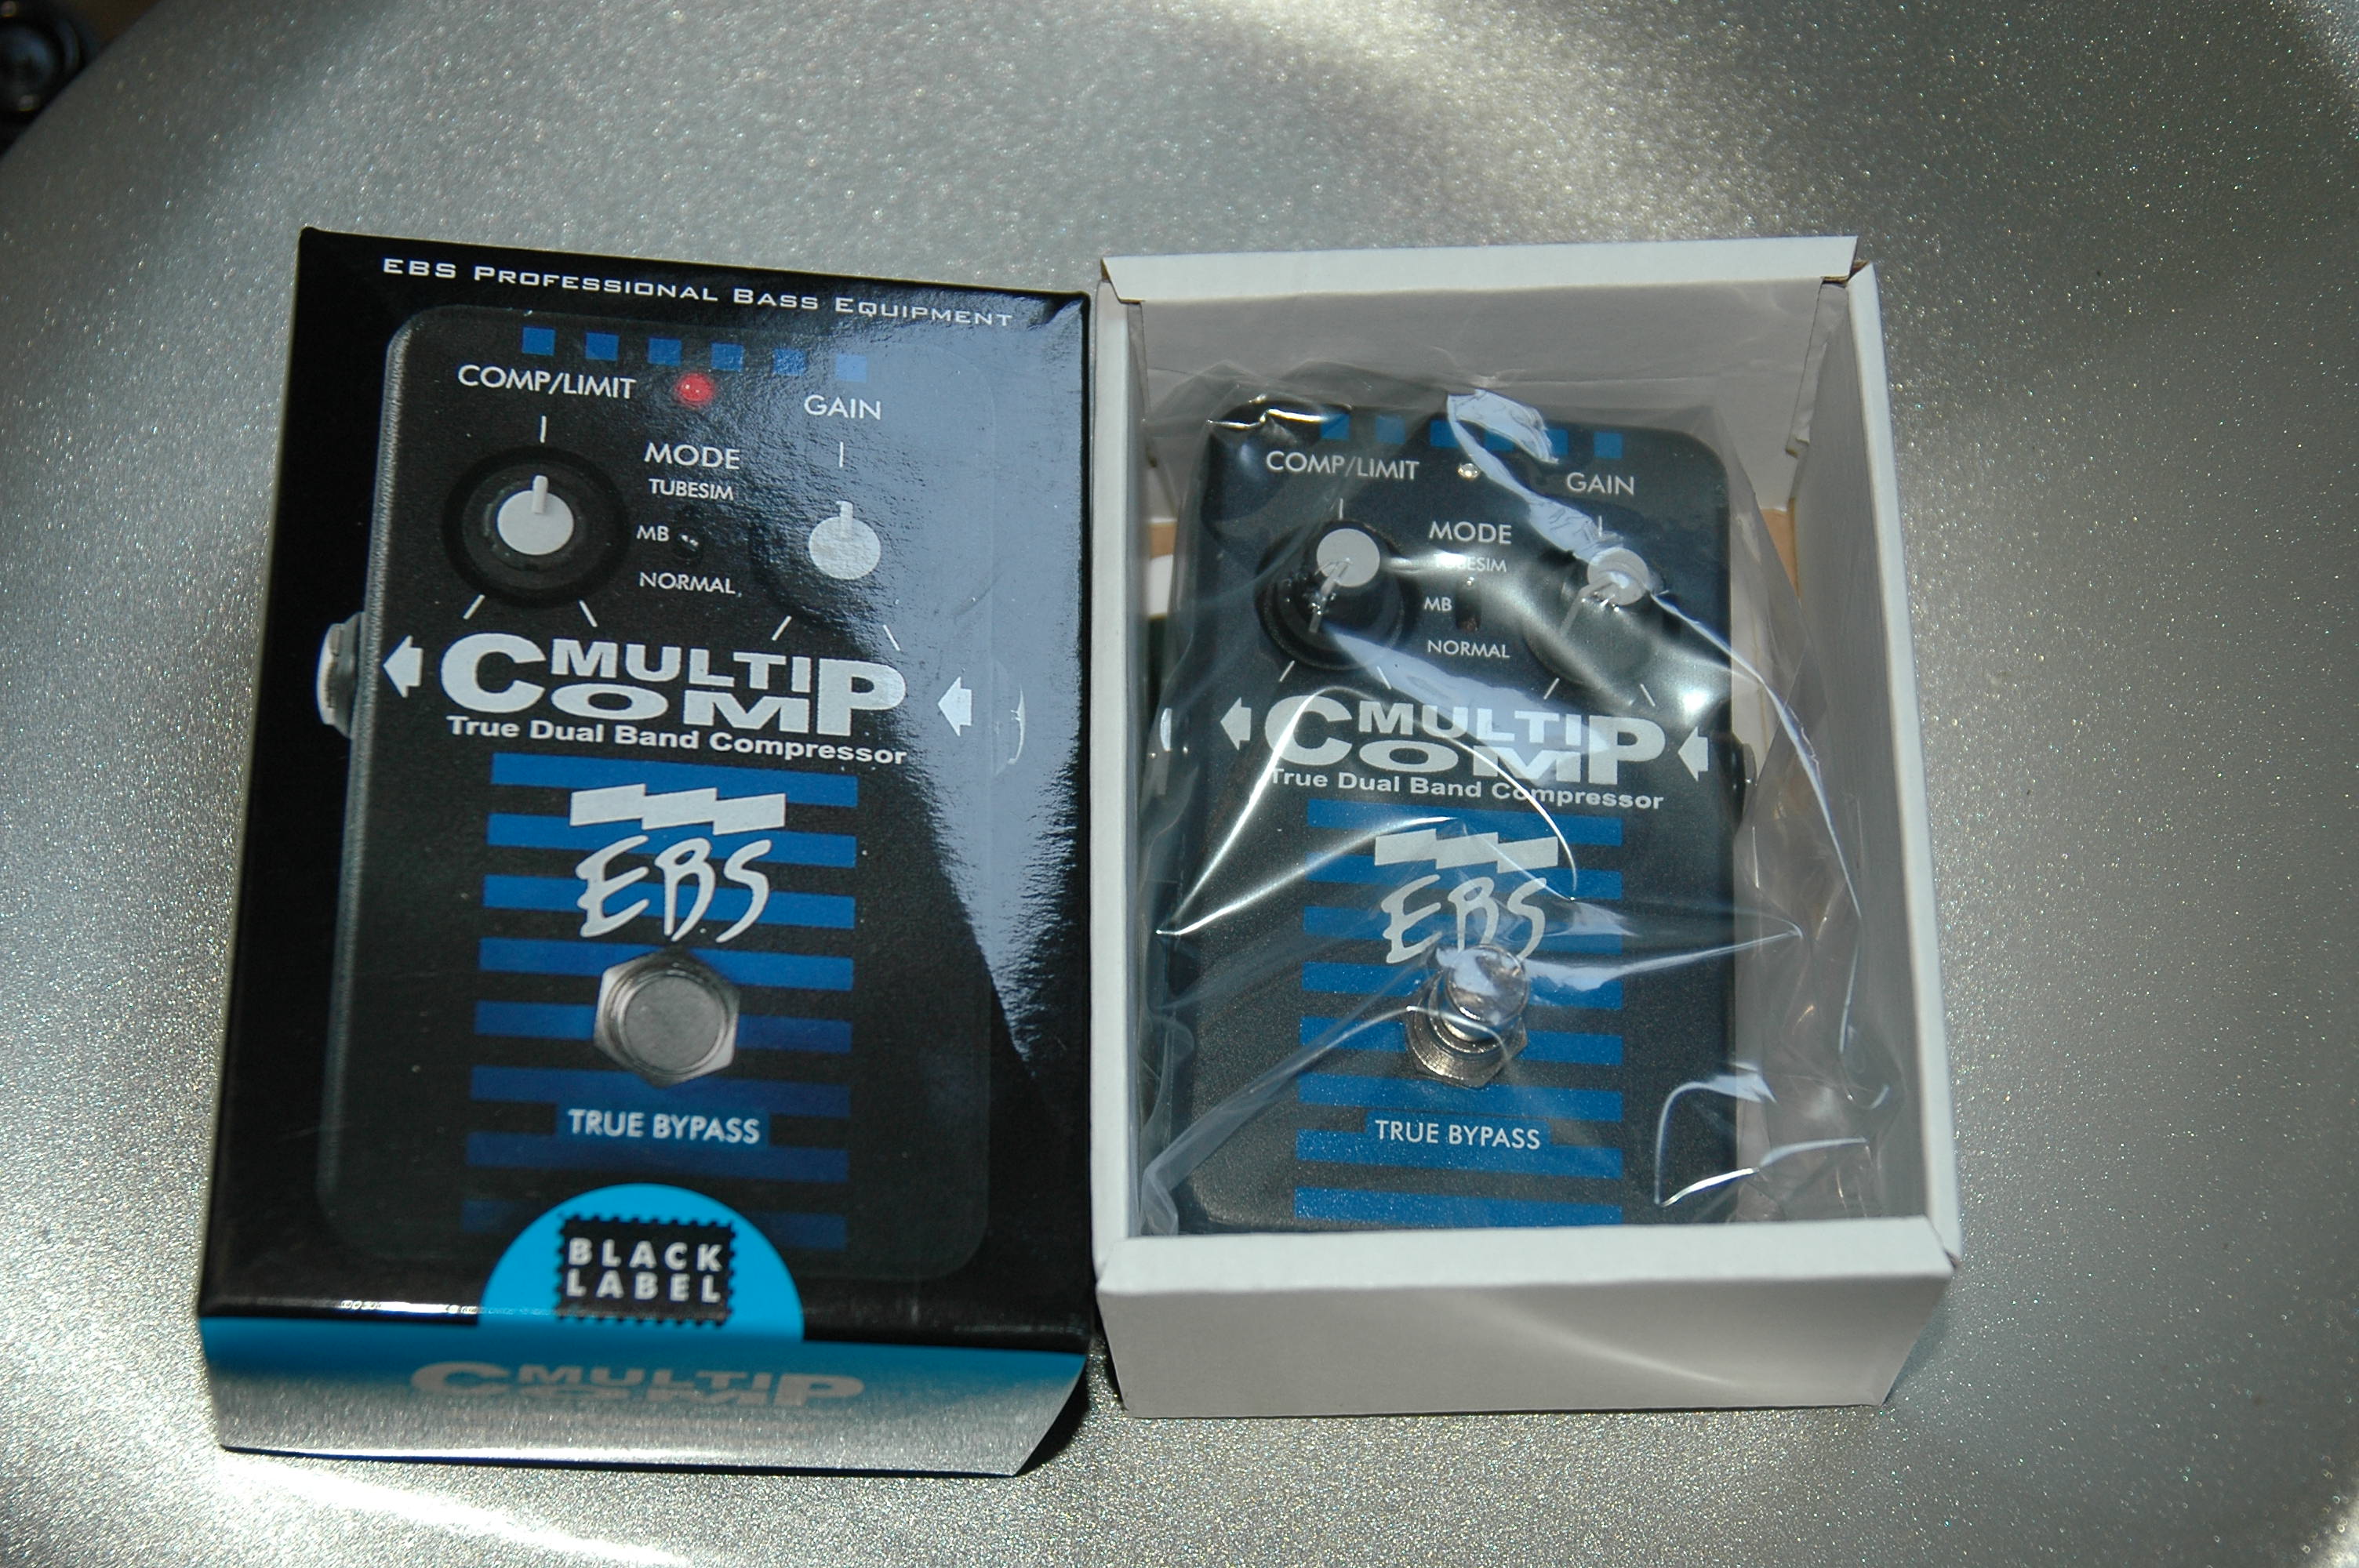 EBS PROFESSIONAL BASS EQUIPMENT
COMP/LIMIT
GAIN
MODE
TUBESIM
MB
NORMAL
MULTI
COMP
True Dual Band Compressor
EBS
TRUE BYPASS
BLACK
LABEL
MULTI
COMP
COMP/LIMIT
GAIN
MODE
TUBESIM
MB
NORMAL
MULTI
COMP
True Dual Band Compressor
EBS
TRUE BYPASS